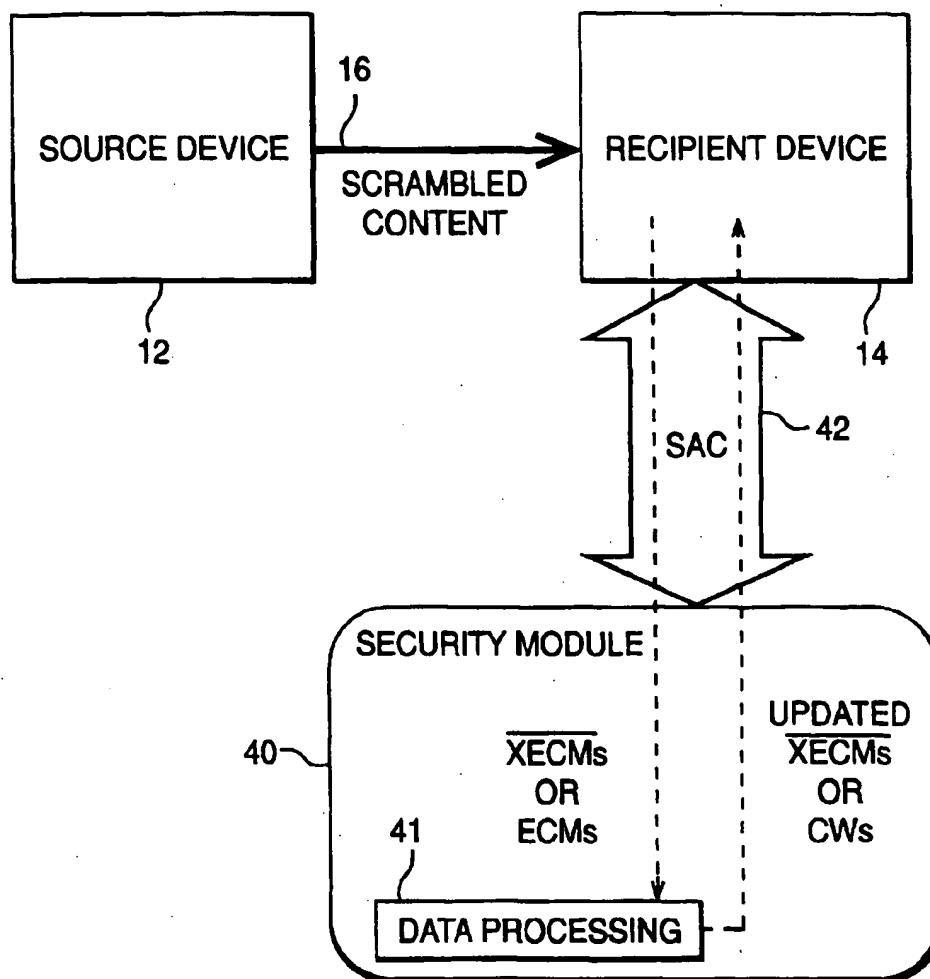 SOURCE DEVICE
16
SCRAMBLED
CONTENT
RECIPIENT DEVICE
12
14
SAC
42
SECURITY MODULE
40
XECMs
OR
ECMs
UPDATED
XECMs
OR
CWs
41
DATA PROCESSING